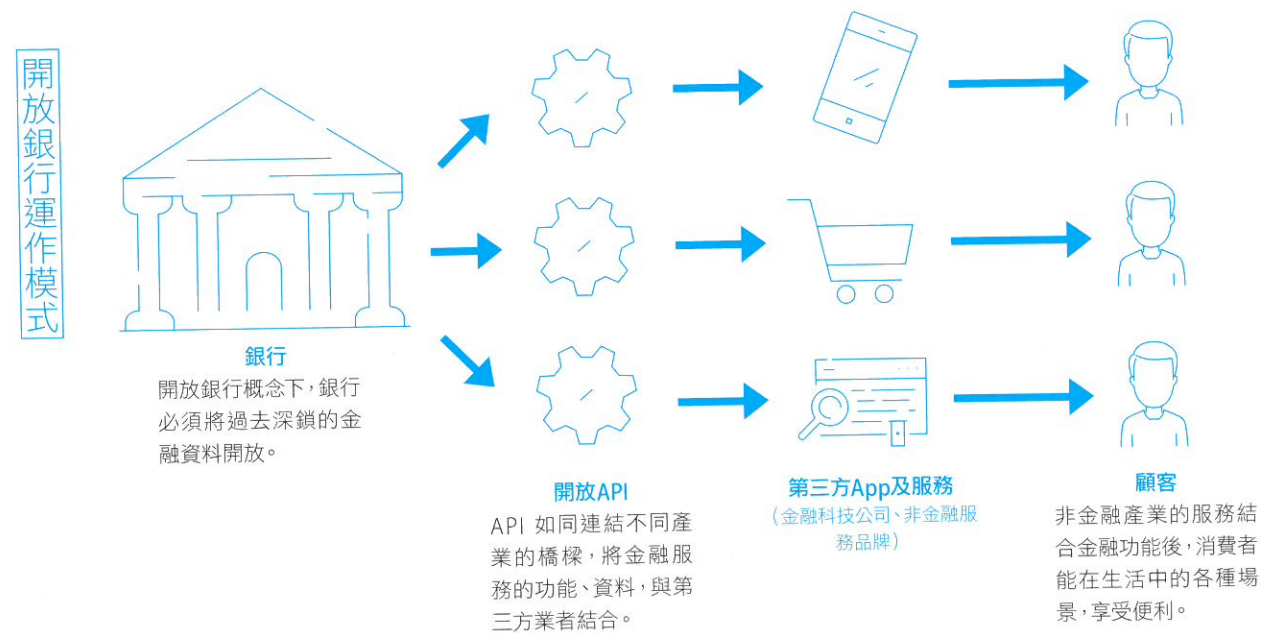 開放銀行運作模式
銀行
開放銀行概念下，銀行
必須將過去深鎖的金
融資料開放。
開放API
API 如同連結不同產
業的橋樑，將金融服
務的功能、資料，與第
三方業者結合。
第三方App及服務
（金融科技公司、非金融服
務品牌）
顧客
非金融產業的服務結
合金融功能後，消費者
能在生活中的各種場
景，享受便利。